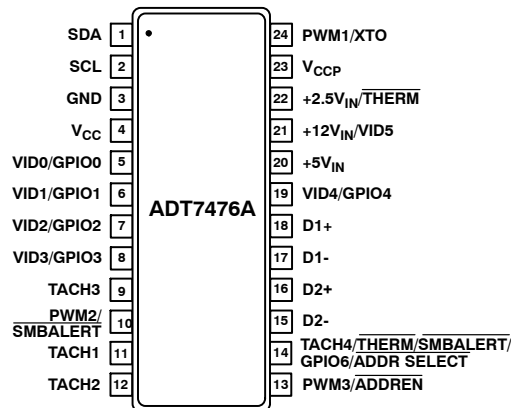 SDA 1
SCL 2
GND 3
VCC 4
VID0/GPIO0 5
VID1/GPIO1 6
VID2/GPIO2 7
VID3/GPIO3 8
TACH3 9
PWM2/
SMBALERT 10
TACH1 11
TACH2 12
ADT7476A
24 PWM1/XTO
23 VCCP
22 +2.5VIN/THERM
21 +12VIN/VID5
20 +5VIN
19 VID4/GPIO4
18 D1+
17 D1-
16 D2+
15 D2-
14 TACH4/THERM/SMBALERT/
GPIO6/ADDR SELECT
13 PWM3/ADDREN